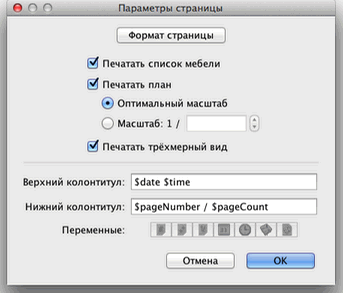 Параметры страницы
Формат страницы
Печатать список мебели
Печатать план
Оптимальный масштаб
Масштаб: 1 /
Печатать трёхмерный вид
Верхний колонтитул: $date $time
Нижний колонтитул: $pageNumber / $pageCount
Переменные:
Отмена OK